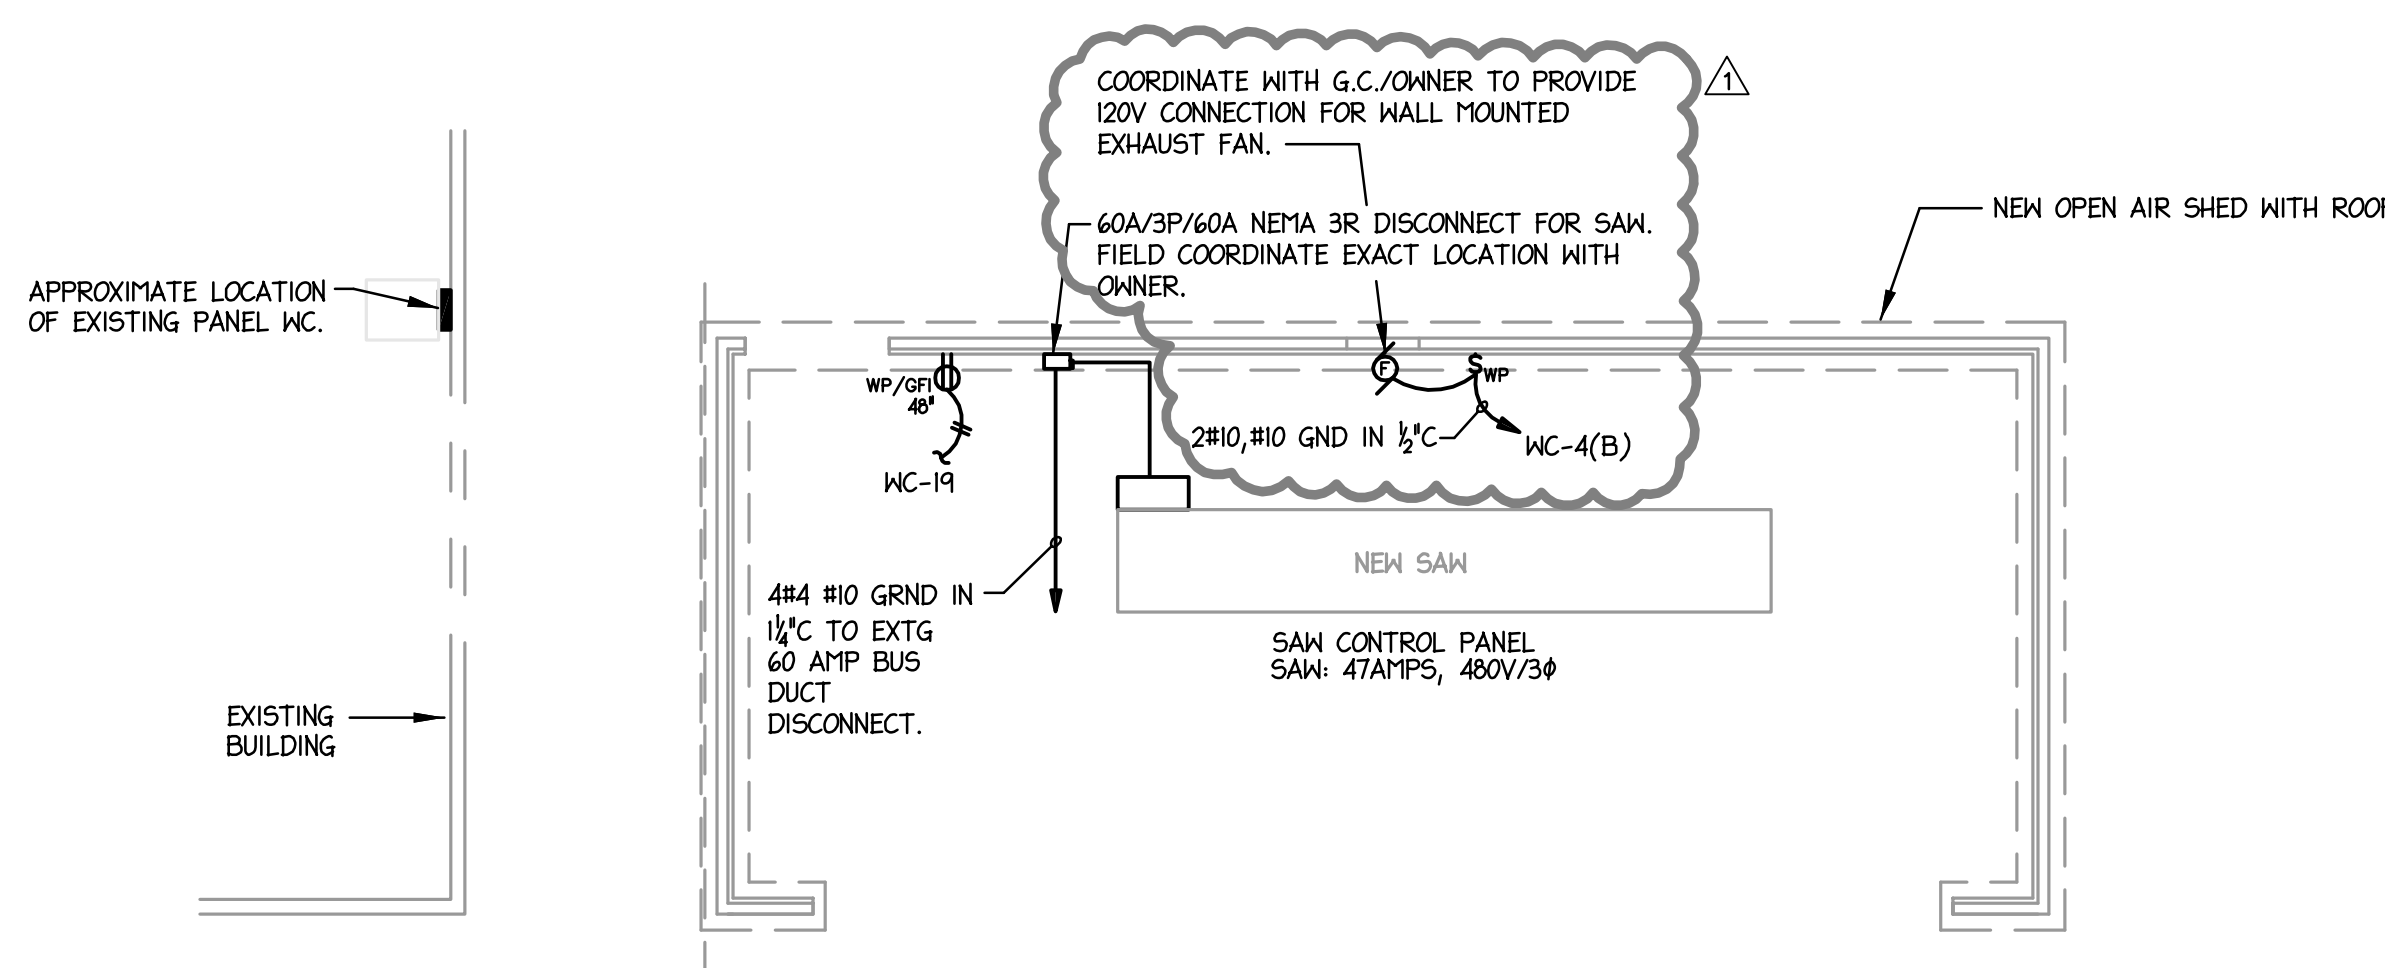 COORDINATE WITH G.C./OWNER TO PROVIDE
120V CONNECTION FOR WALL MOUNTED
EXHAUST FAN.
1
60A/3P/60A NEMA 3R DISCONNECT FOR SAW.
FIELD COORDINATE EXACT LOCATION WITH
OWNER.
NEW OPEN AIR SHED WITH ROOF
APPROXIMATE LOCATION
OF EXISTING PANEL WC.
WP/GFI
48"
WC-19
F
S WP
2#10,#10 GND IN ½"C
WC-4(B)
NEW SAW
4#4 #10 GRND IN
1¼"C TO EXTG
60 AMP BUS
DUCT
DISCONNECT.
SAW CONTROL PANEL
SAW: 47AMPS, 480V/3Φ
EXISTING
BUILDING